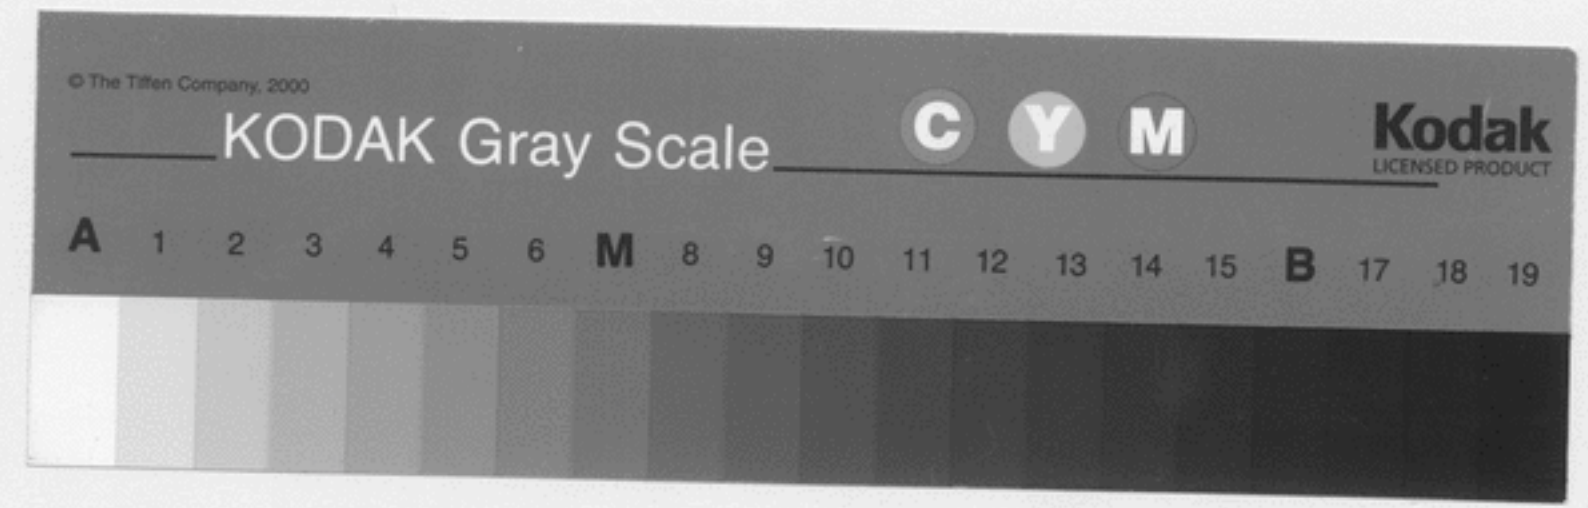 © The Tiffen Company, 2000
KODAK Gray Scale
C Y M
Kodak
LICENSED PRODUCT
A 1 2 3 4 5 6 M 8 9 10 11 12 13 14 15 B 17 18 19